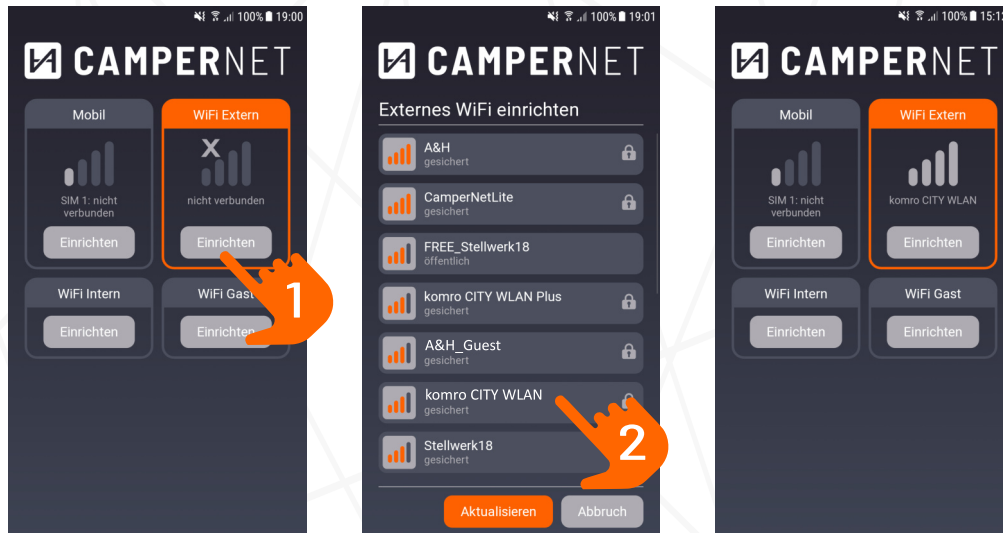 100% 19:00
CAMPERNET
Mobil
WiFi Extern
X
SIM 1: nicht
verbunden
nicht verbunden
Einrichten
Einrichten
1
WiFi Intern
WiFi Gast
Einrichten
Einrichten
100% 19:01
CAMPERNET
Externes WiFi einrichten
A&H
gesichert
CamperNetLite
gesichert
FREE_Stellwerk18
öffentlich
komro CITY WLAN Plus
gesichert
A&H_Guest
gesichert
komro CITY WLAN
gesichert
2
Stellwerk18
gesichert
Aktualisieren
Abbruch
100% 15:12
CAMPERNET
Mobil
WiFi Extern
SIM 1: nicht
verbunden
komro CITY WLAN
Einrichten
Einrichten
WiFi Intern
WiFi Gast
Einrichten
Einrichten